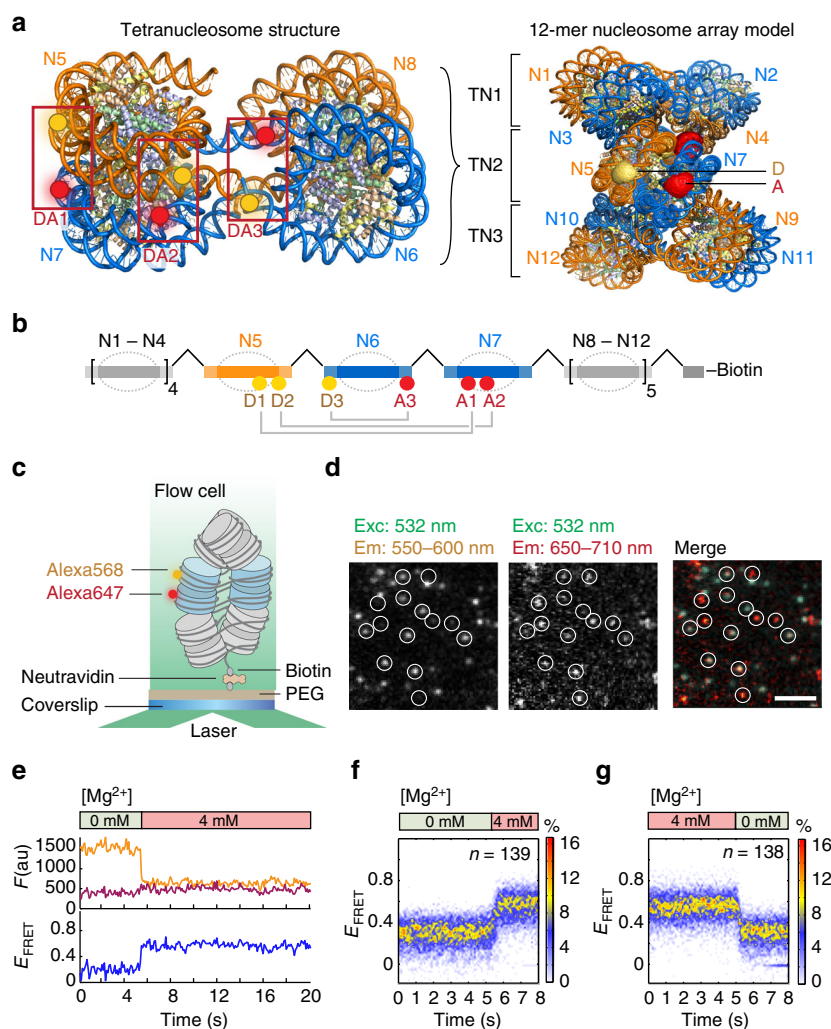 a
Tetranucleosome structure
12-mer nucleosome array model
N5
N8
DA1
DA2
DA3
N7
N6
TN1
TN2
TN3
N1
N2
N3
N4
N5
N7
D
A
N10
N9
N12
N11
b
N1 – N4
N5
N6
N7
N8 – N12
[ ]4
[ ]5
–Biotin
D1 D2 D3 A3 A1 A2
c
Flow cell
Alexa568
Alexa647
Neutravidin
Biotin
PEG
Coverslip
Laser
d
Exc: 532 nm
Em: 550–600 nm
Exc: 532 nm
Em: 650–710 nm
Merge
e
[Mg2+]
0 mM
4 mM
F(au)
1500
1000
500
0
EFRET
0.8
0.4
0
0 4 8 12 16 20
Time (s)
f
[Mg2+]
0 mM
4 mM
%
n = 139
EFRET
0.8
0.4
0
0 1 2 3 4 5 6 7 8
Time (s)
16
12
8
4
0
g
[Mg2+]
4 mM
0 mM
%
n = 138
EFRET
0.8
0.4
0
0 1 2 3 4 5 6 7 8
Time (s)
16
12
8
4
0